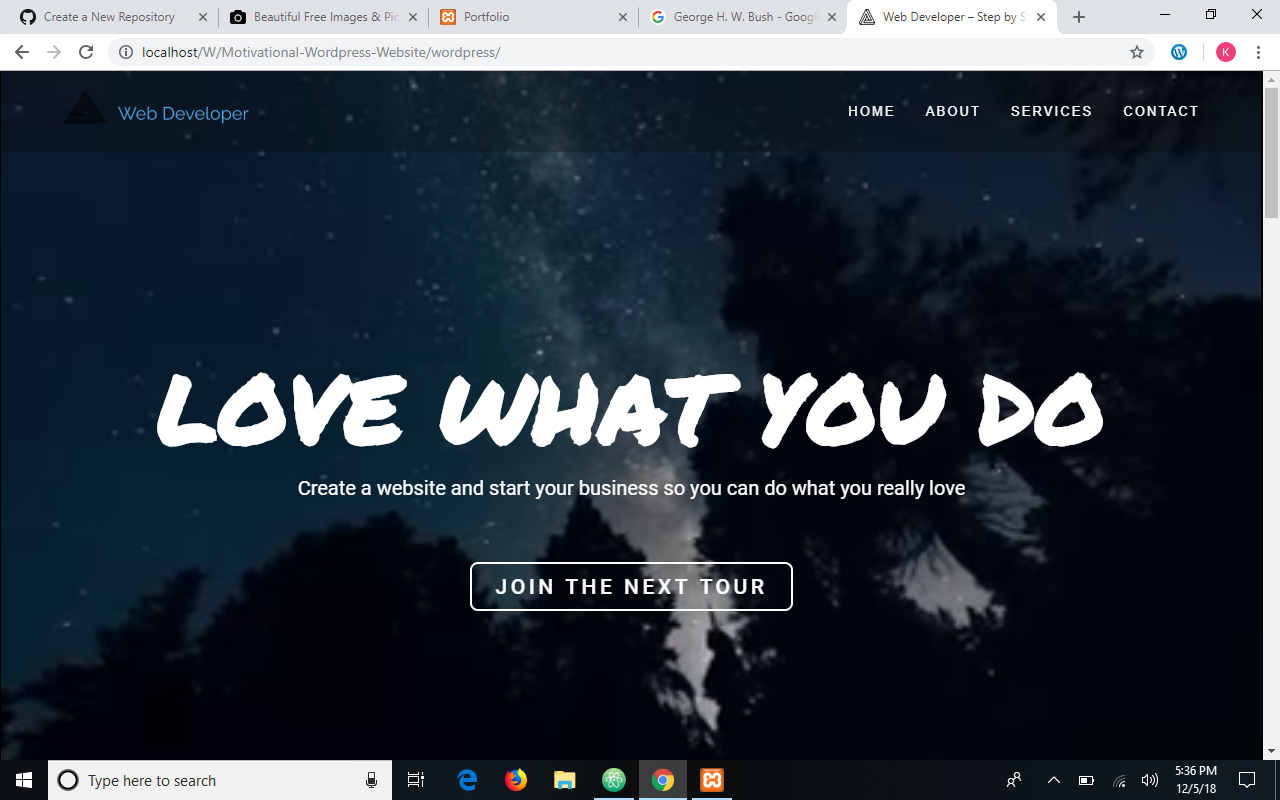 Create a New Repository
Beautiful Free Images & Pic
Portfolio
George H. W. Bush - Googl
Web Developer – Step by S
localhost/W/Motivational-Wordpress-Website/wordpress/
K
Web Developer
HOME ABOUT SERVICES CONTACT
LOVE WHAT YOU DO
Create a website and start your business so you can do what you really love
JOIN THE NEXT TOUR
Type here to search
5:36 PM
12/5/18